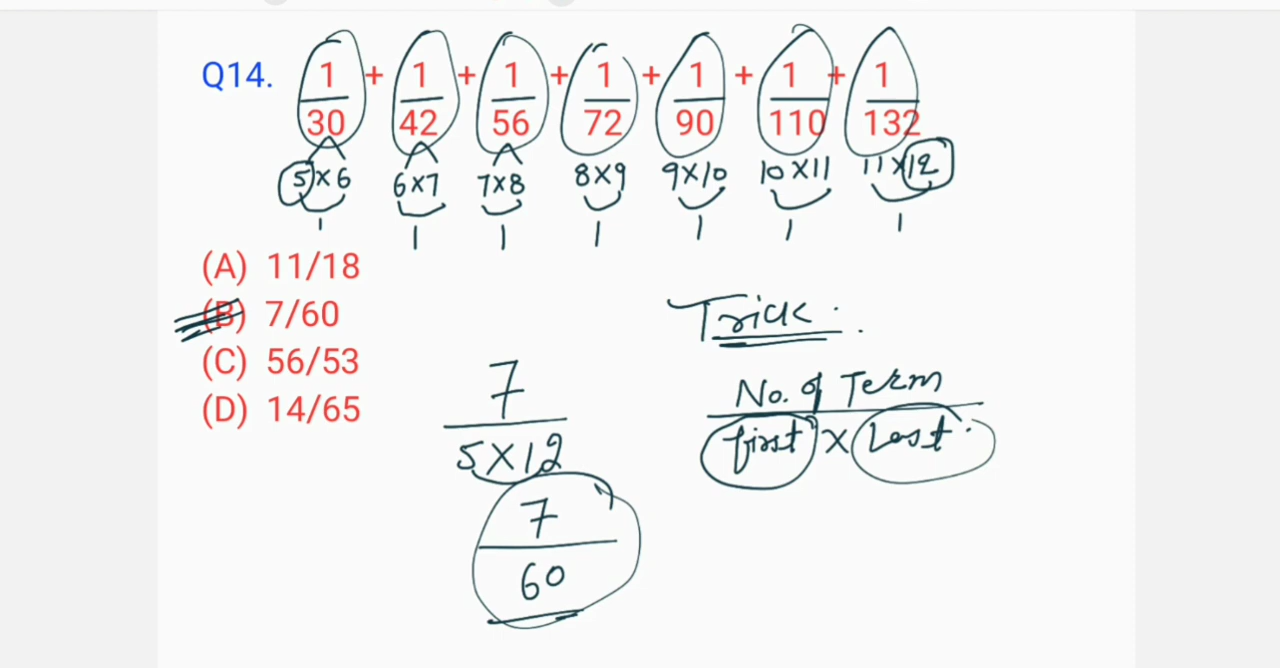 Q14. 1/30 + 1/42 + 1/56 + 1/72 + 1/90 + 1/110 + 1/132
5×6 6×7 7×8 8×9 9×10 10×11 11×12
1 1 1 1 1 1 1
(A) 11/18
(B) 7/60
(C) 56/53
(D) 14/65
Trick.
No. of Term
first × Last.
7
5×12
7
60